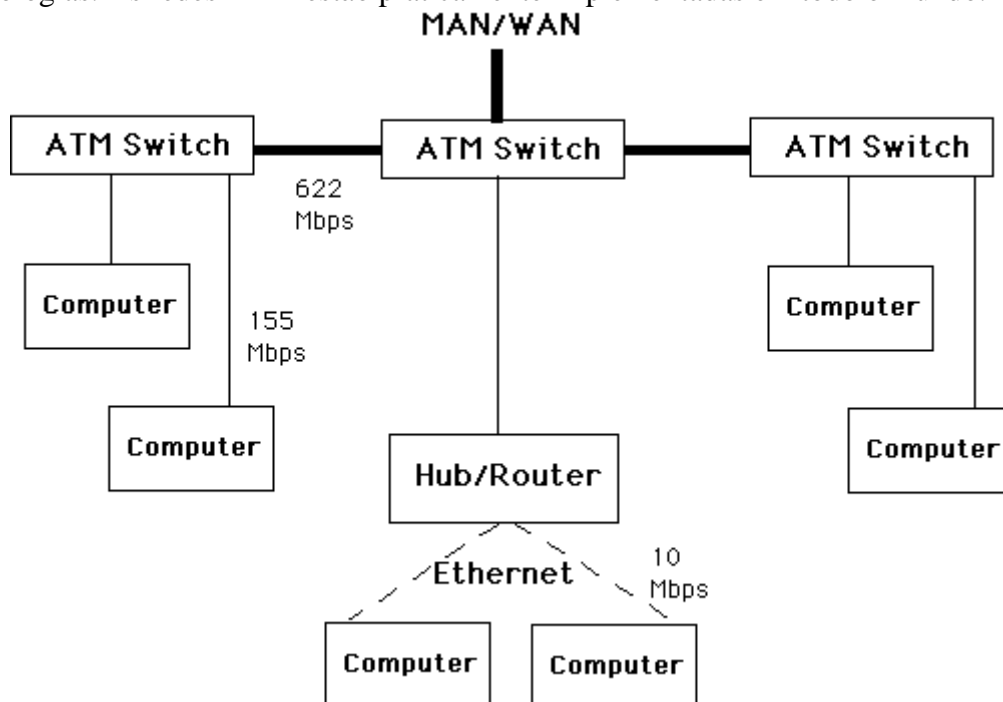 MAN/WAN
ATM Switch
ATM Switch
ATM Switch
622
Mbps
Computer
Computer
155
Mbps
Computer
Computer
Hub/Router
Ethernet
10
Mbps
Computer
Computer